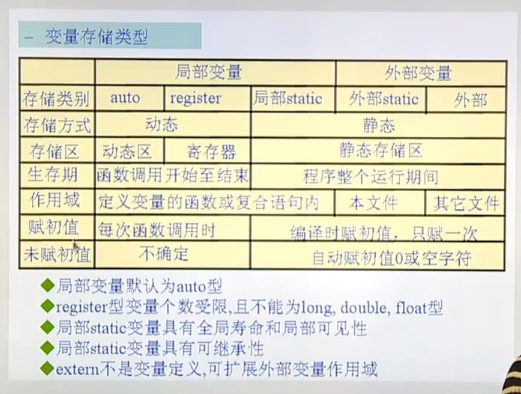 – 变量存储类型
局部变量 外部变量
存储类别 auto register 局部static 外部static 外部
存储方式 动态 静态
存储区 动态区 寄存器 静态存储区
生存期 函数调用开始至结束 程序整个运行期间
作用域 定义变量的函数或复合语句内 本文件 其它文件
赋初值 每次函数调用时 编译时赋初值，只赋一次
未赋初值 不确定 自动赋初值0或空字符
◆局部变量默认为auto型
◆register型变量个数受限,且不能为long, double, float型
◆局部static变量具有全局寿命和局部可见性
◆局部static变量具有可继承性
◆extern不是变量定义,可扩展外部变量作用域